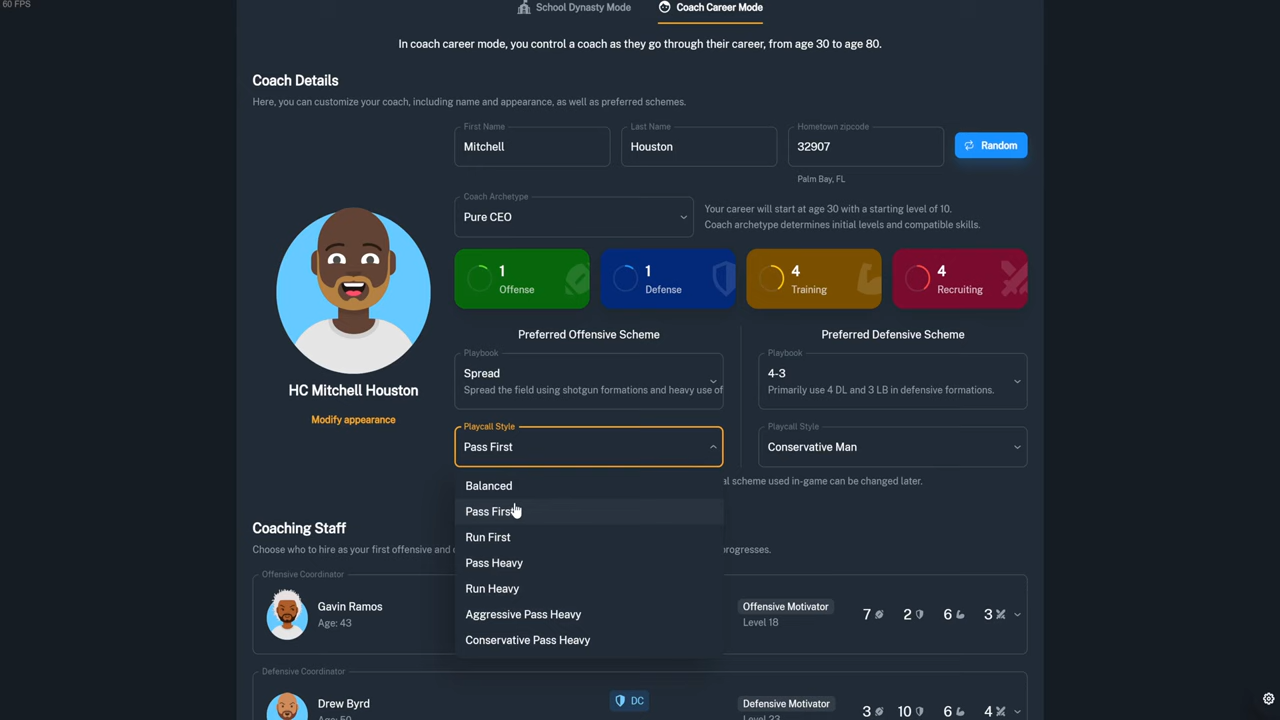 60 FPS
School Dynasty Mode
Coach Career Mode
In coach career mode, you control a coach as they go through their career, from age 30 to age 80.
Coach Details
Here, you can customize your coach, including name and appearance, as well as preferred schemes.
First Name
Mitchell
Last Name
Houston
Hometown zipcode
32907
Random
Palm Bay, FL
Coach Archetype
Pure CEO
Your career will start at age 30 with a starting level of 10.
Coach archetype determines initial levels and compatible skills.
1
Offense
1
Defense
4
Training
4
Recruiting
HC Mitchell Houston
Modify appearance
Preferred Offensive Scheme
Playbook
Spread
Spread the field using shotgun formations and heavy use of
Playcall Style
Pass First
Balanced
Pass First
Run First
Pass Heavy
Run Heavy
Aggressive Pass Heavy
Conservative Pass Heavy
Preferred Defensive Scheme
Playbook
4-3
Primarily use 4 DL and 3 LB in defensive formations.
Playcall Style
Conservative Man
al scheme used in-game can be changed later.
Coaching Staff
Choose who to hire as your first offensive and
rogresses.
Offensive Coordinator
Gavin Ramos
Age: 43
Offensive Motivator
Level 18
7 2 6 3
Defensive Coordinator
Drew Byrd
Age: 50
DC
Defensive Motivator
Level 23
3 10 6 4